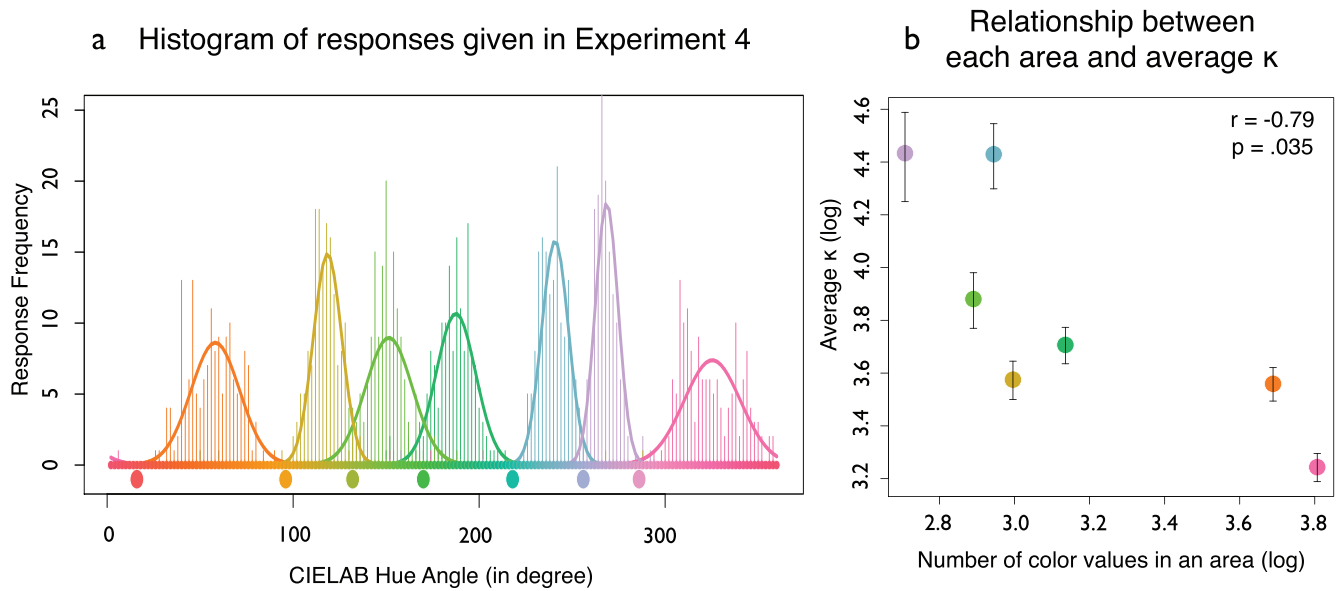 a Histogram of responses given in Experiment 4
Response Frequency
25
20
15
10
5
0
0 100 200 300
CIELAB Hue Angle (in degree)
b Relationship between
each area and average κ
r = -0.79
p = .035
Average κ (log)
4.6
4.4
4.2
4.0
3.8
3.6
3.4
3.2
2.8 3.0 3.2 3.4 3.6 3.8
Number of color values in an area (log)